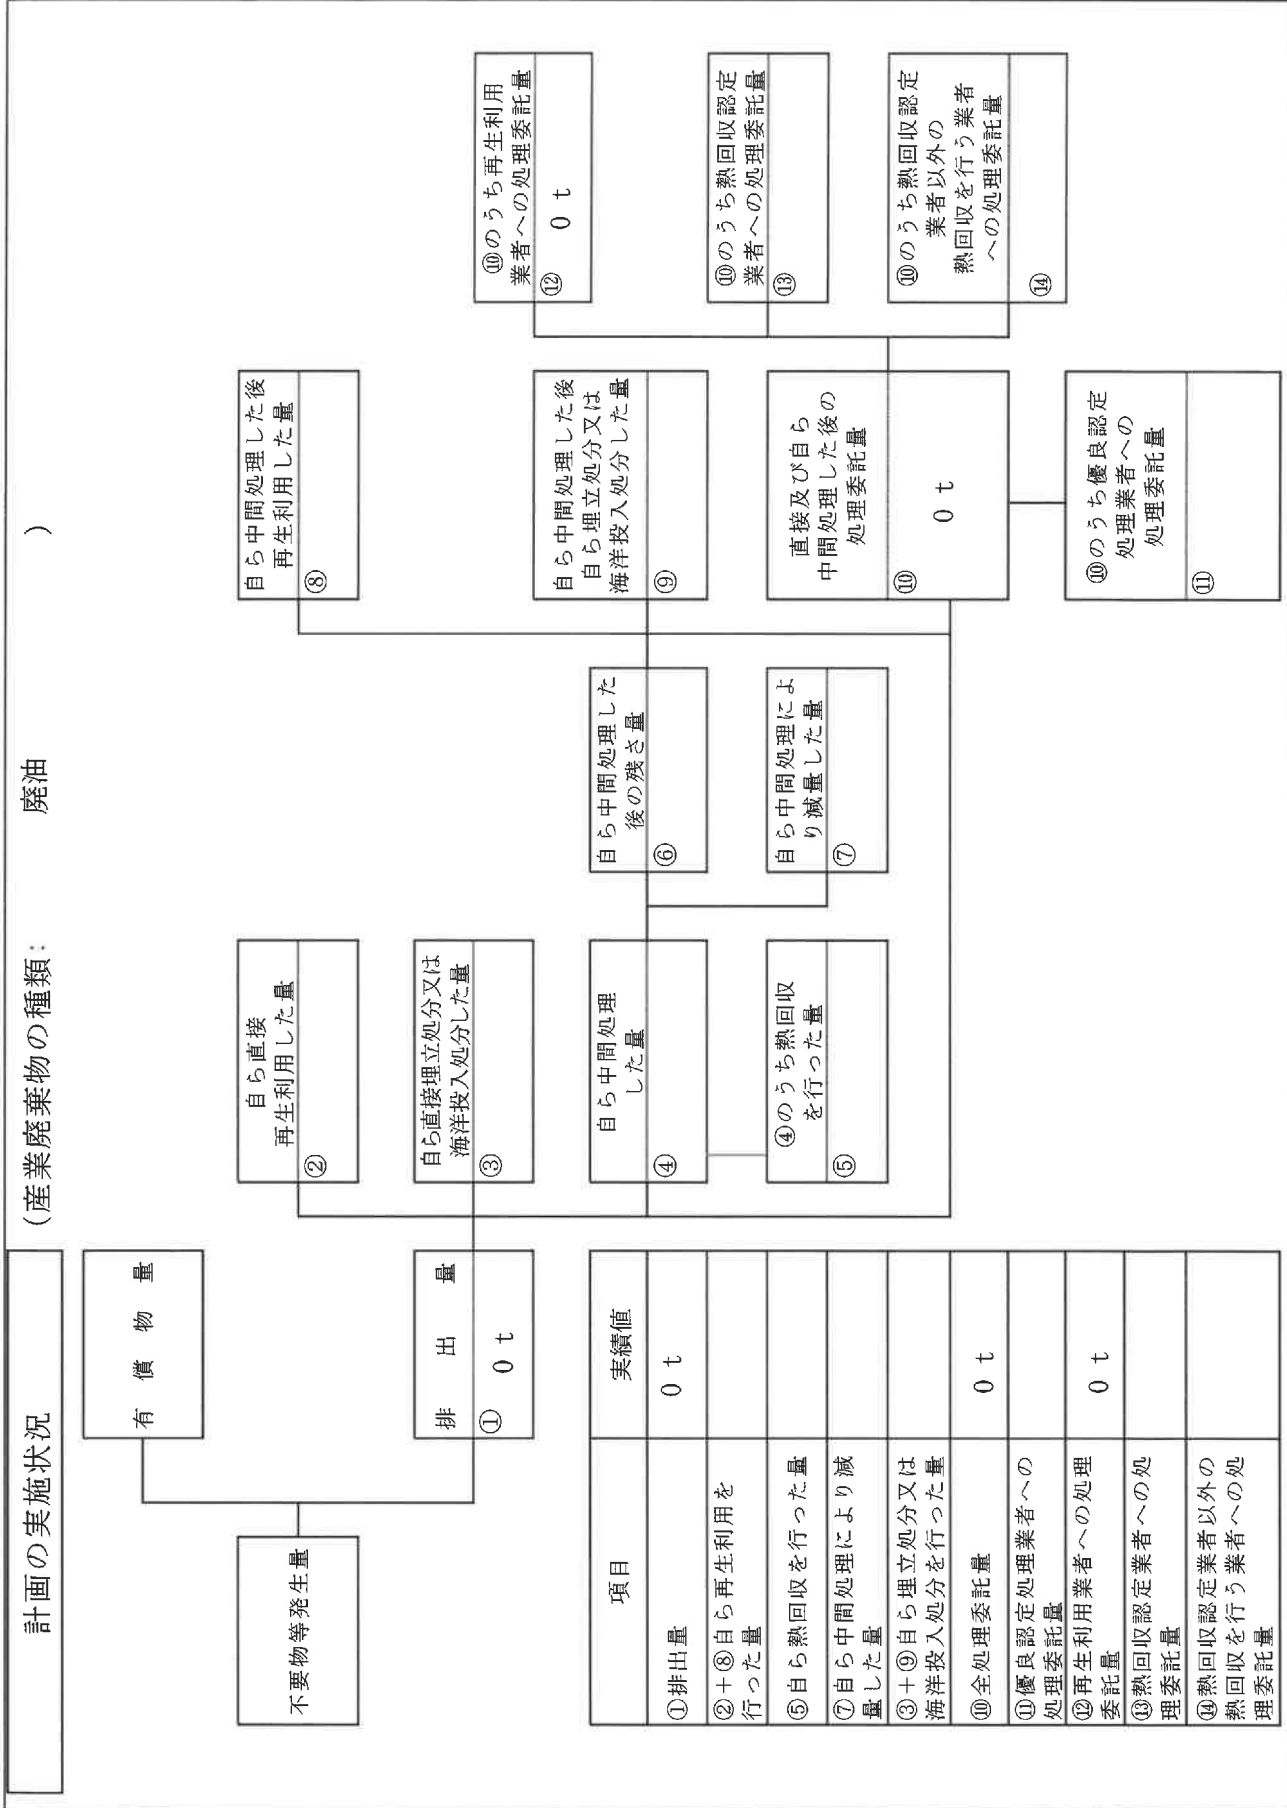 計画の実施状況
(産業廃棄物の種類: 廃油 )
不要物等発生量
有償物量
排出量
①
0 t
自ら直接
再生利用した量
②
自ら直接埋立処分又は
海洋投入処分した量
③
自ら中間処理
した量
④
④のうち熱回収
を行った量
⑤
自ら中間処理した
後の残さ量
⑥
自ら中間処理によ
り減量した量
⑦
自ら中間処理した後
再生利用した量
⑧
自ら中間処理した後
自ら埋立処分又は
海洋投入処分した量
⑨
直接及び自ら
中間処理した後の
処理委託量
⑩
0 t
⑩のうち優良認定
処理業者への
処理委託量
⑪
⑩のうち再生利用
業者への処理委託量
⑫
0 t
⑩のうち熱回収認定
業者への処理委託量
⑬
⑩のうち熱回収認定
業者以外の
熱回収を行う業者
への処理委託量
⑭
項目 実績値
①排出量 0 t
②+⑧自ら再生利用を
行った量
⑤自ら熱回収を行った量
⑦自ら中間処理により減
量した量
③+⑨自ら埋立処分又は
海洋投入処分を行った量
⑩全処理委託量 0 t
⑪優良認定処理業者への
処理委託量
⑫再生利用業者への処理
委託量 0 t
⑬熱回収認定業者への処
理委託量
⑭熱回収認定業者以外の
熱回収を行う業者への処
理委託量